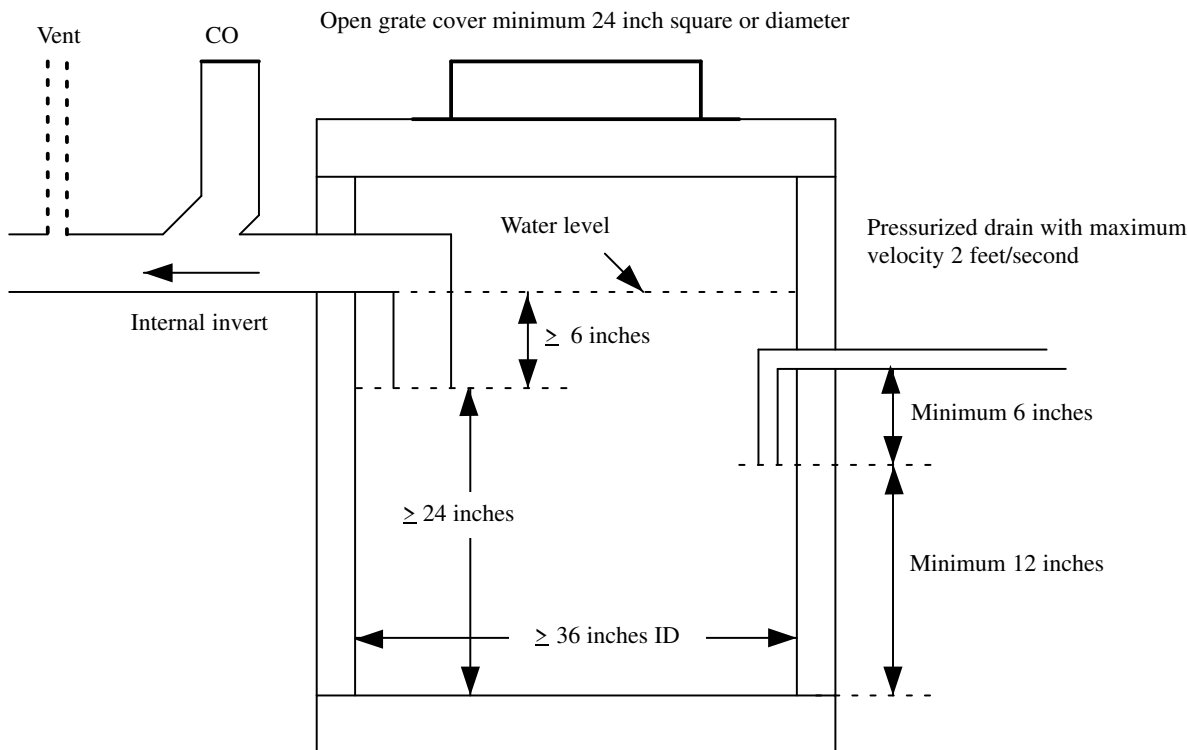 Open grate cover minimum 24 inch square or diameter
Vent
CO
Water level
Pressurized drain with maximum
velocity 2 feet/second
Internal invert
≥ 6 inches
Minimum 6 inches
≥ 24 inches
Minimum 12 inches
≥ 36 inches ID